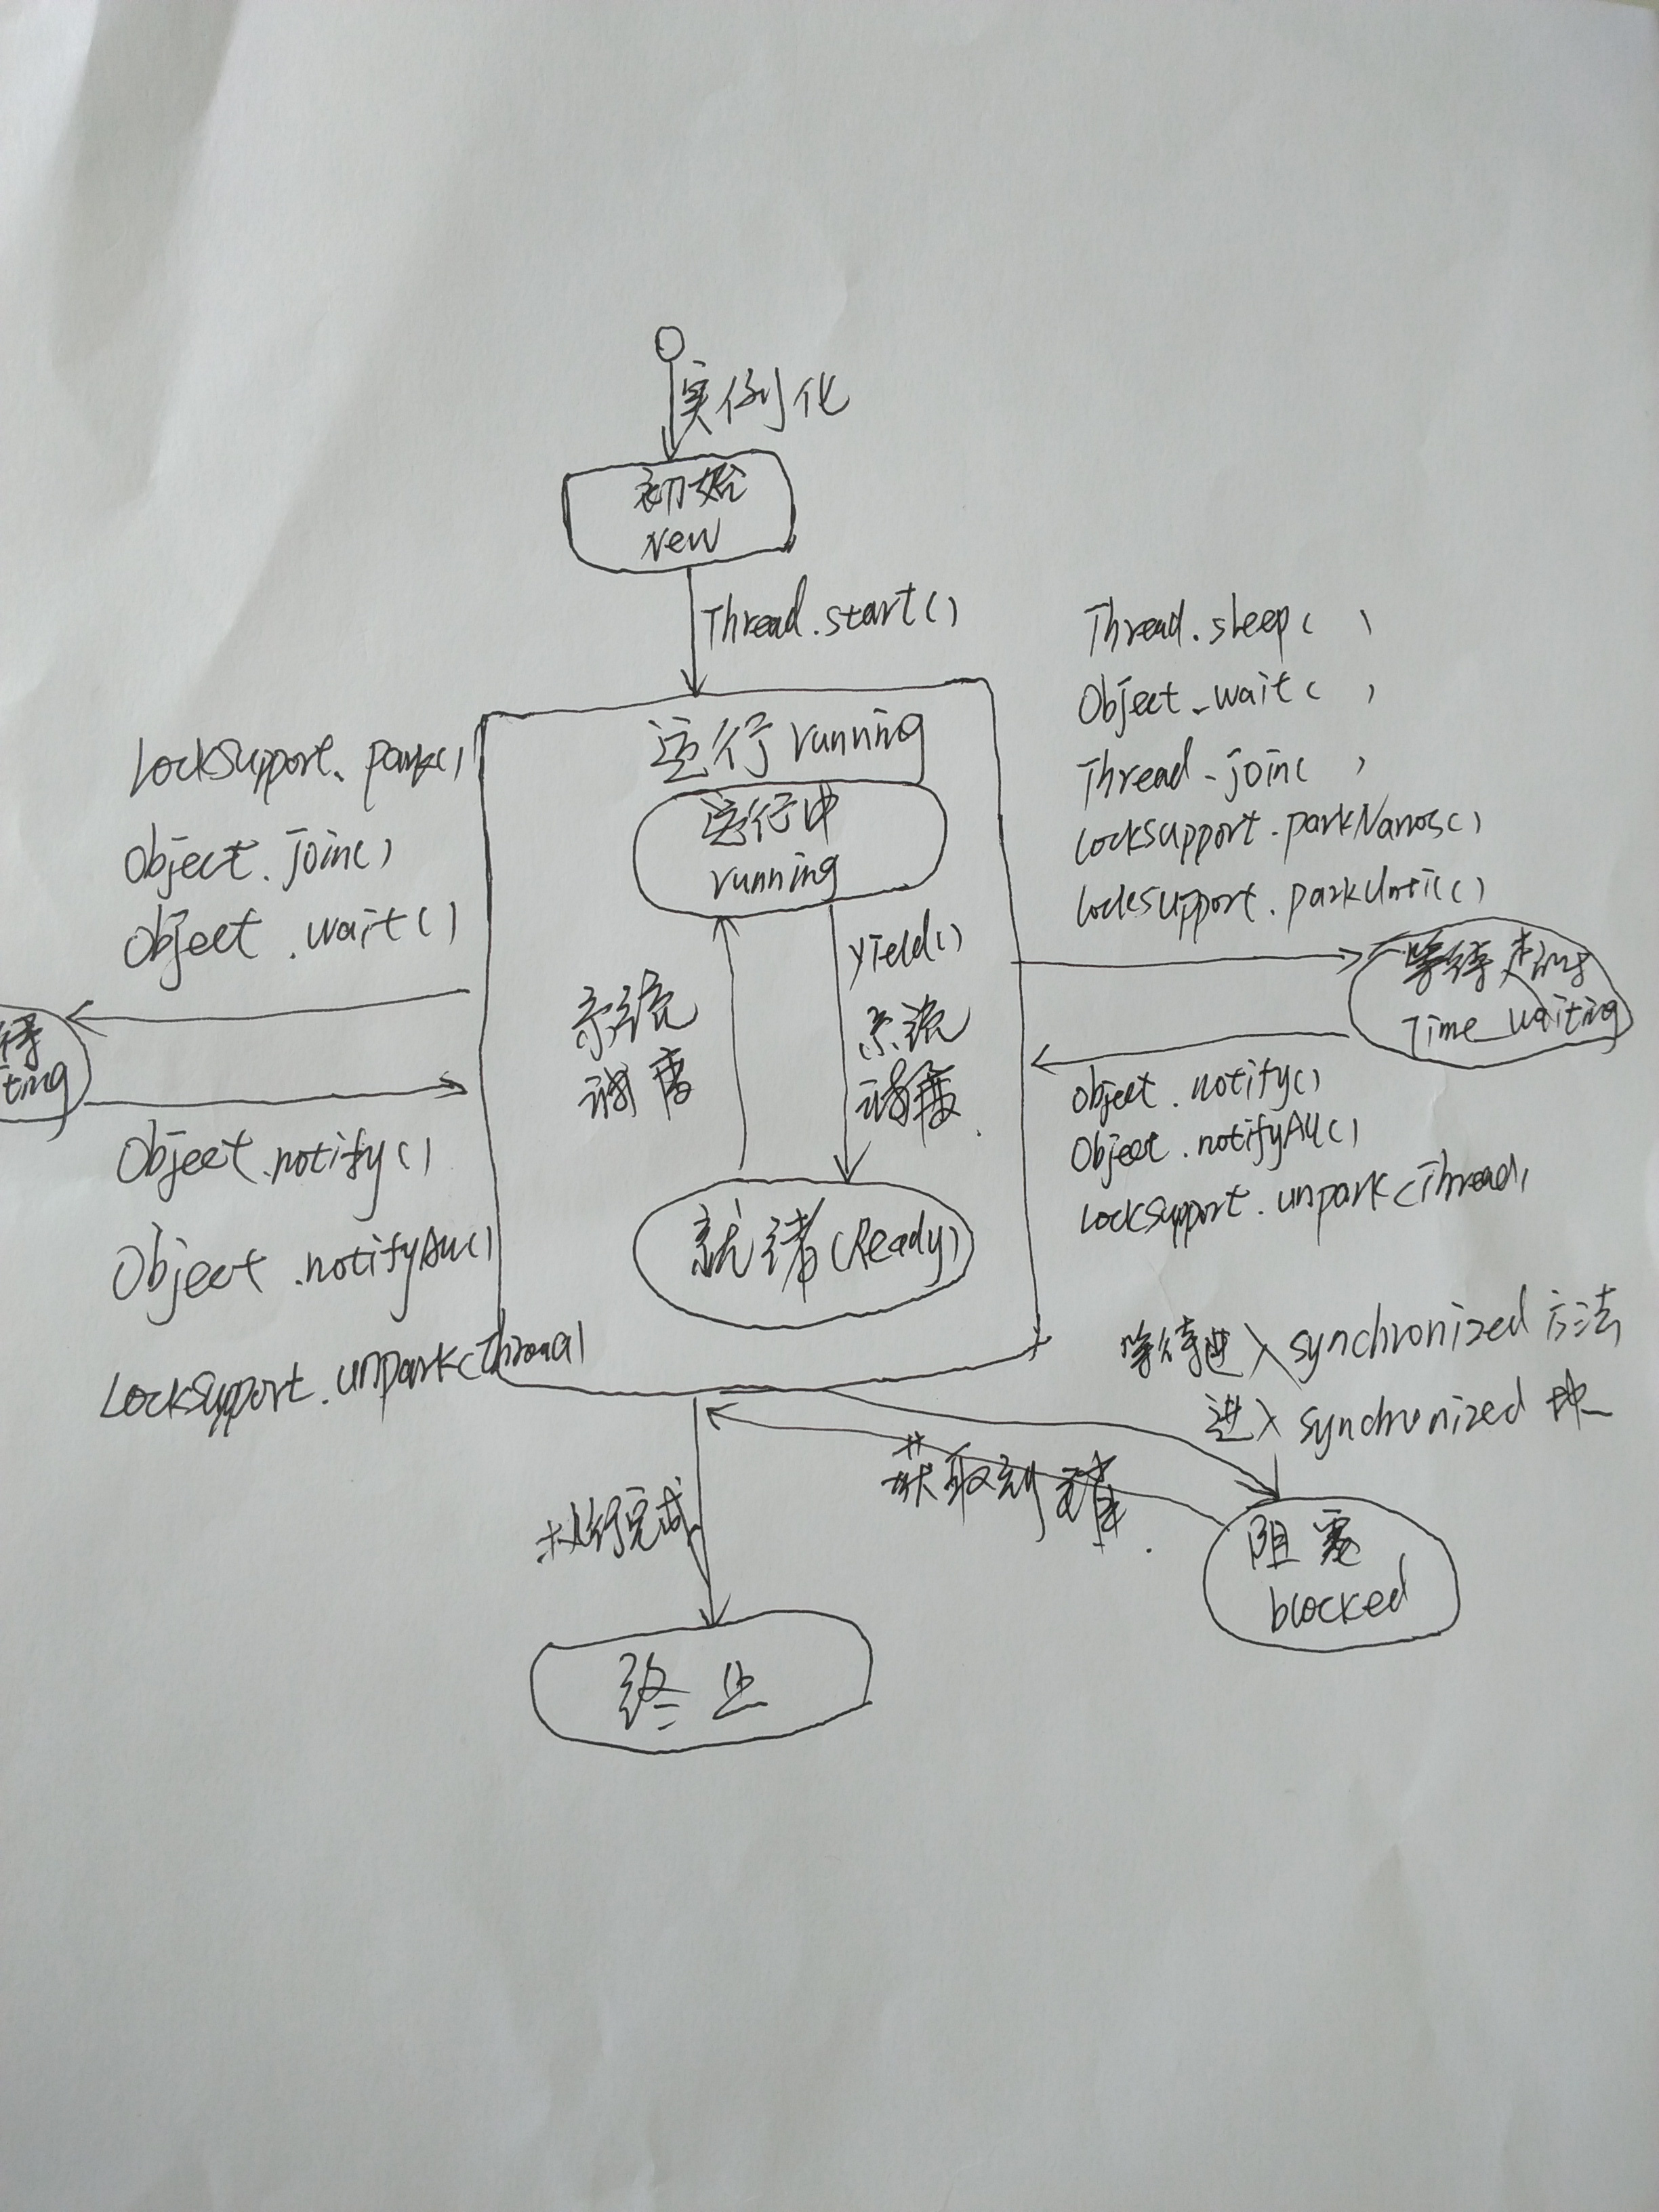 实例化
初始
New
Thread.start()
Thread.sleep( )
Object.wait( )
Thread.join( )
LockSupport.parkNanos()
LockSupport.parkUntil()
运行 running
运行中
running
LockSupport.park()
Object.join()
Object.wait()
yield()
系统
调度
系统
调度
等待
Time_waiting
待
ting
Object.notify()
Object.notifyAll()
LockSupport.unpark(Thread)
Object.notify()
Object.notifyAll()
LockSupport.unpark(Thread)
就绪(Ready)
等待进入synchronized方法
进入synchronized块
获取到锁
执行完成
阻塞
blocked
终止